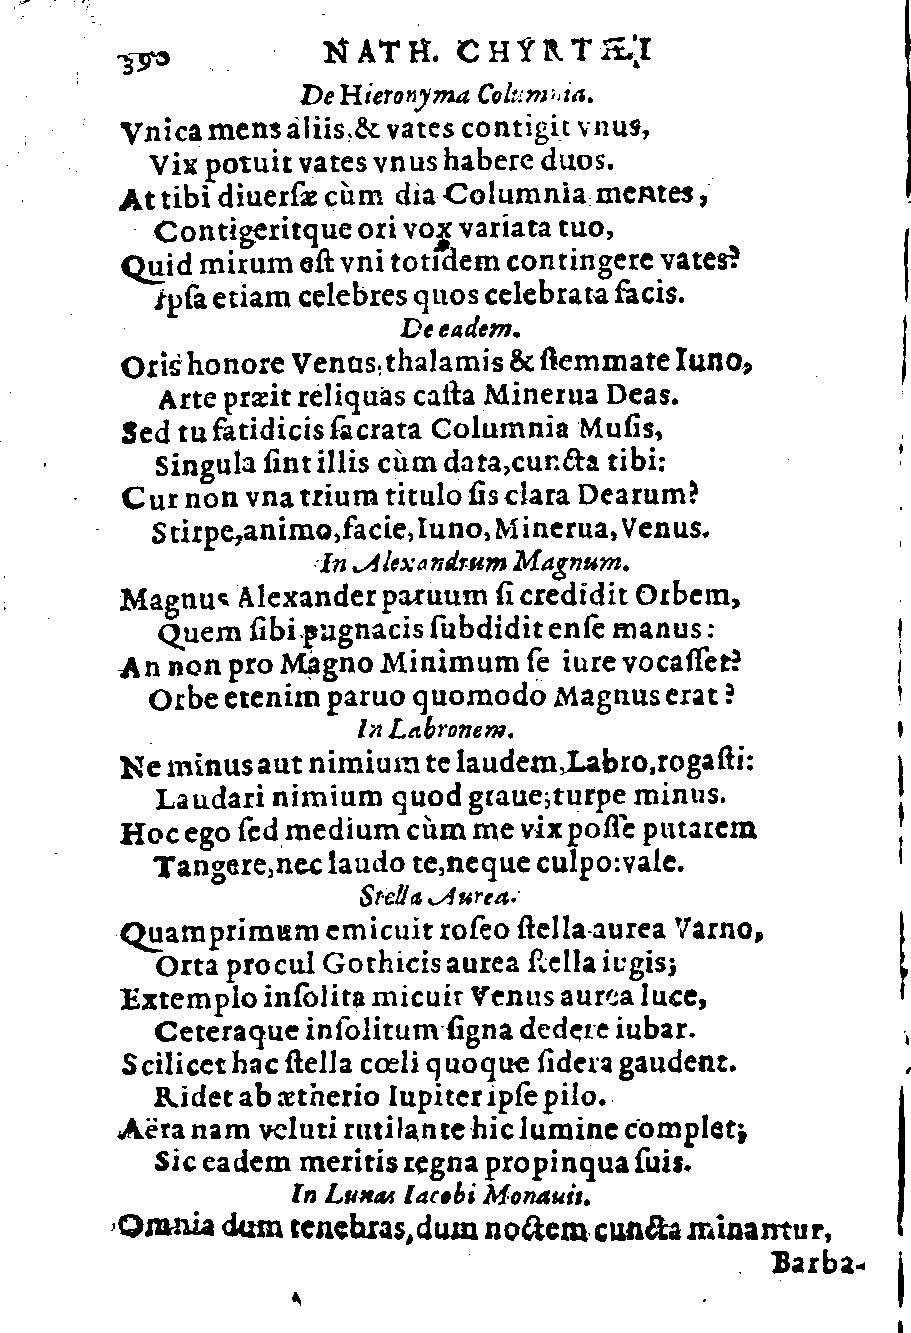 390 NATH. CHYTRÆI
De Hieronyma Columnia.
Vnica mens aliis, & vates contigit vnus,
Vix potuit vates vnus habere duos.
At tibi diuerſæ cùm dia Columnia mentes,
Contigeritque ori vox variata tuo,
Quid mirum eſt vni totidem contingere vates?
Ipſa etiam celebres quos celebrata facis.
De eadem.
Oris honore Venus, thalamis & ſtemmate Iuno,
Arte præit reliquas caſta Minerua Deas.
Sed tu fatidicis ſacrata Columnia Muſis,
Singula ſint illis cùm data, cuncta tibi:
Cur non vna trium titulo ſis clara Dearum?
Stirpe, animo, facie, Iuno, Minerua, Venus.
In Alexandrum Magnum.
Magnus Alexander paruum ſi credidit Orbem,
Quem ſibi pugnacis ſubdidit enſe manus:
An non pro Magno Minimum ſe iure vocaſſet?
Orbe etenim paruo quomodo Magnus erat?
In Labronem.
Ne minus aut nimium te laudem, Labro, rogaſti:
Laudari nimium quod graue; turpe minus.
Hoc ego ſed medium cùm me vix poſſe putarem
Tangere, nec laudo te, neque culpo: vale.
Stella Aurea.
Quamprimum emicuit roſeo ſtella aurea Varno,
Orta procul Gothicis aurea ſtella iugis;
Extemplo inſolita micuit Venus aurea luce,
Ceteraque inſolitum ſigna dedere iubar.
Scilicet hac ſtella cœli quoque ſidera gaudent.
Ridet ab ætherio Iupiter ipſe pilo.
Aëra nam veluti rutilante hic lumine complet;
Sic eadem meritis regna propinqua ſuis.
In Lunas Iacobi Monauii.
Omnia dum tenebras, dum noctem cuncta minantur,
Barba-